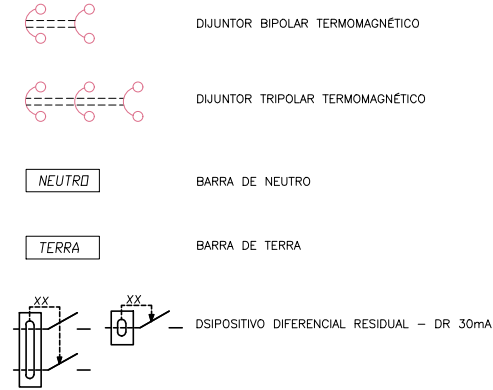 DIJUNTOR BIPOLAR TERMOMAGNÉTICO
DIJUNTOR TRIPOLAR TERMOMAGNÉTICO
NEUTRO BARRA DE NEUTRO
TERRA BARRA DE TERRA
XX XX
DSIPOSITIVO DIFERENCIAL RESIDUAL – DR 30mA